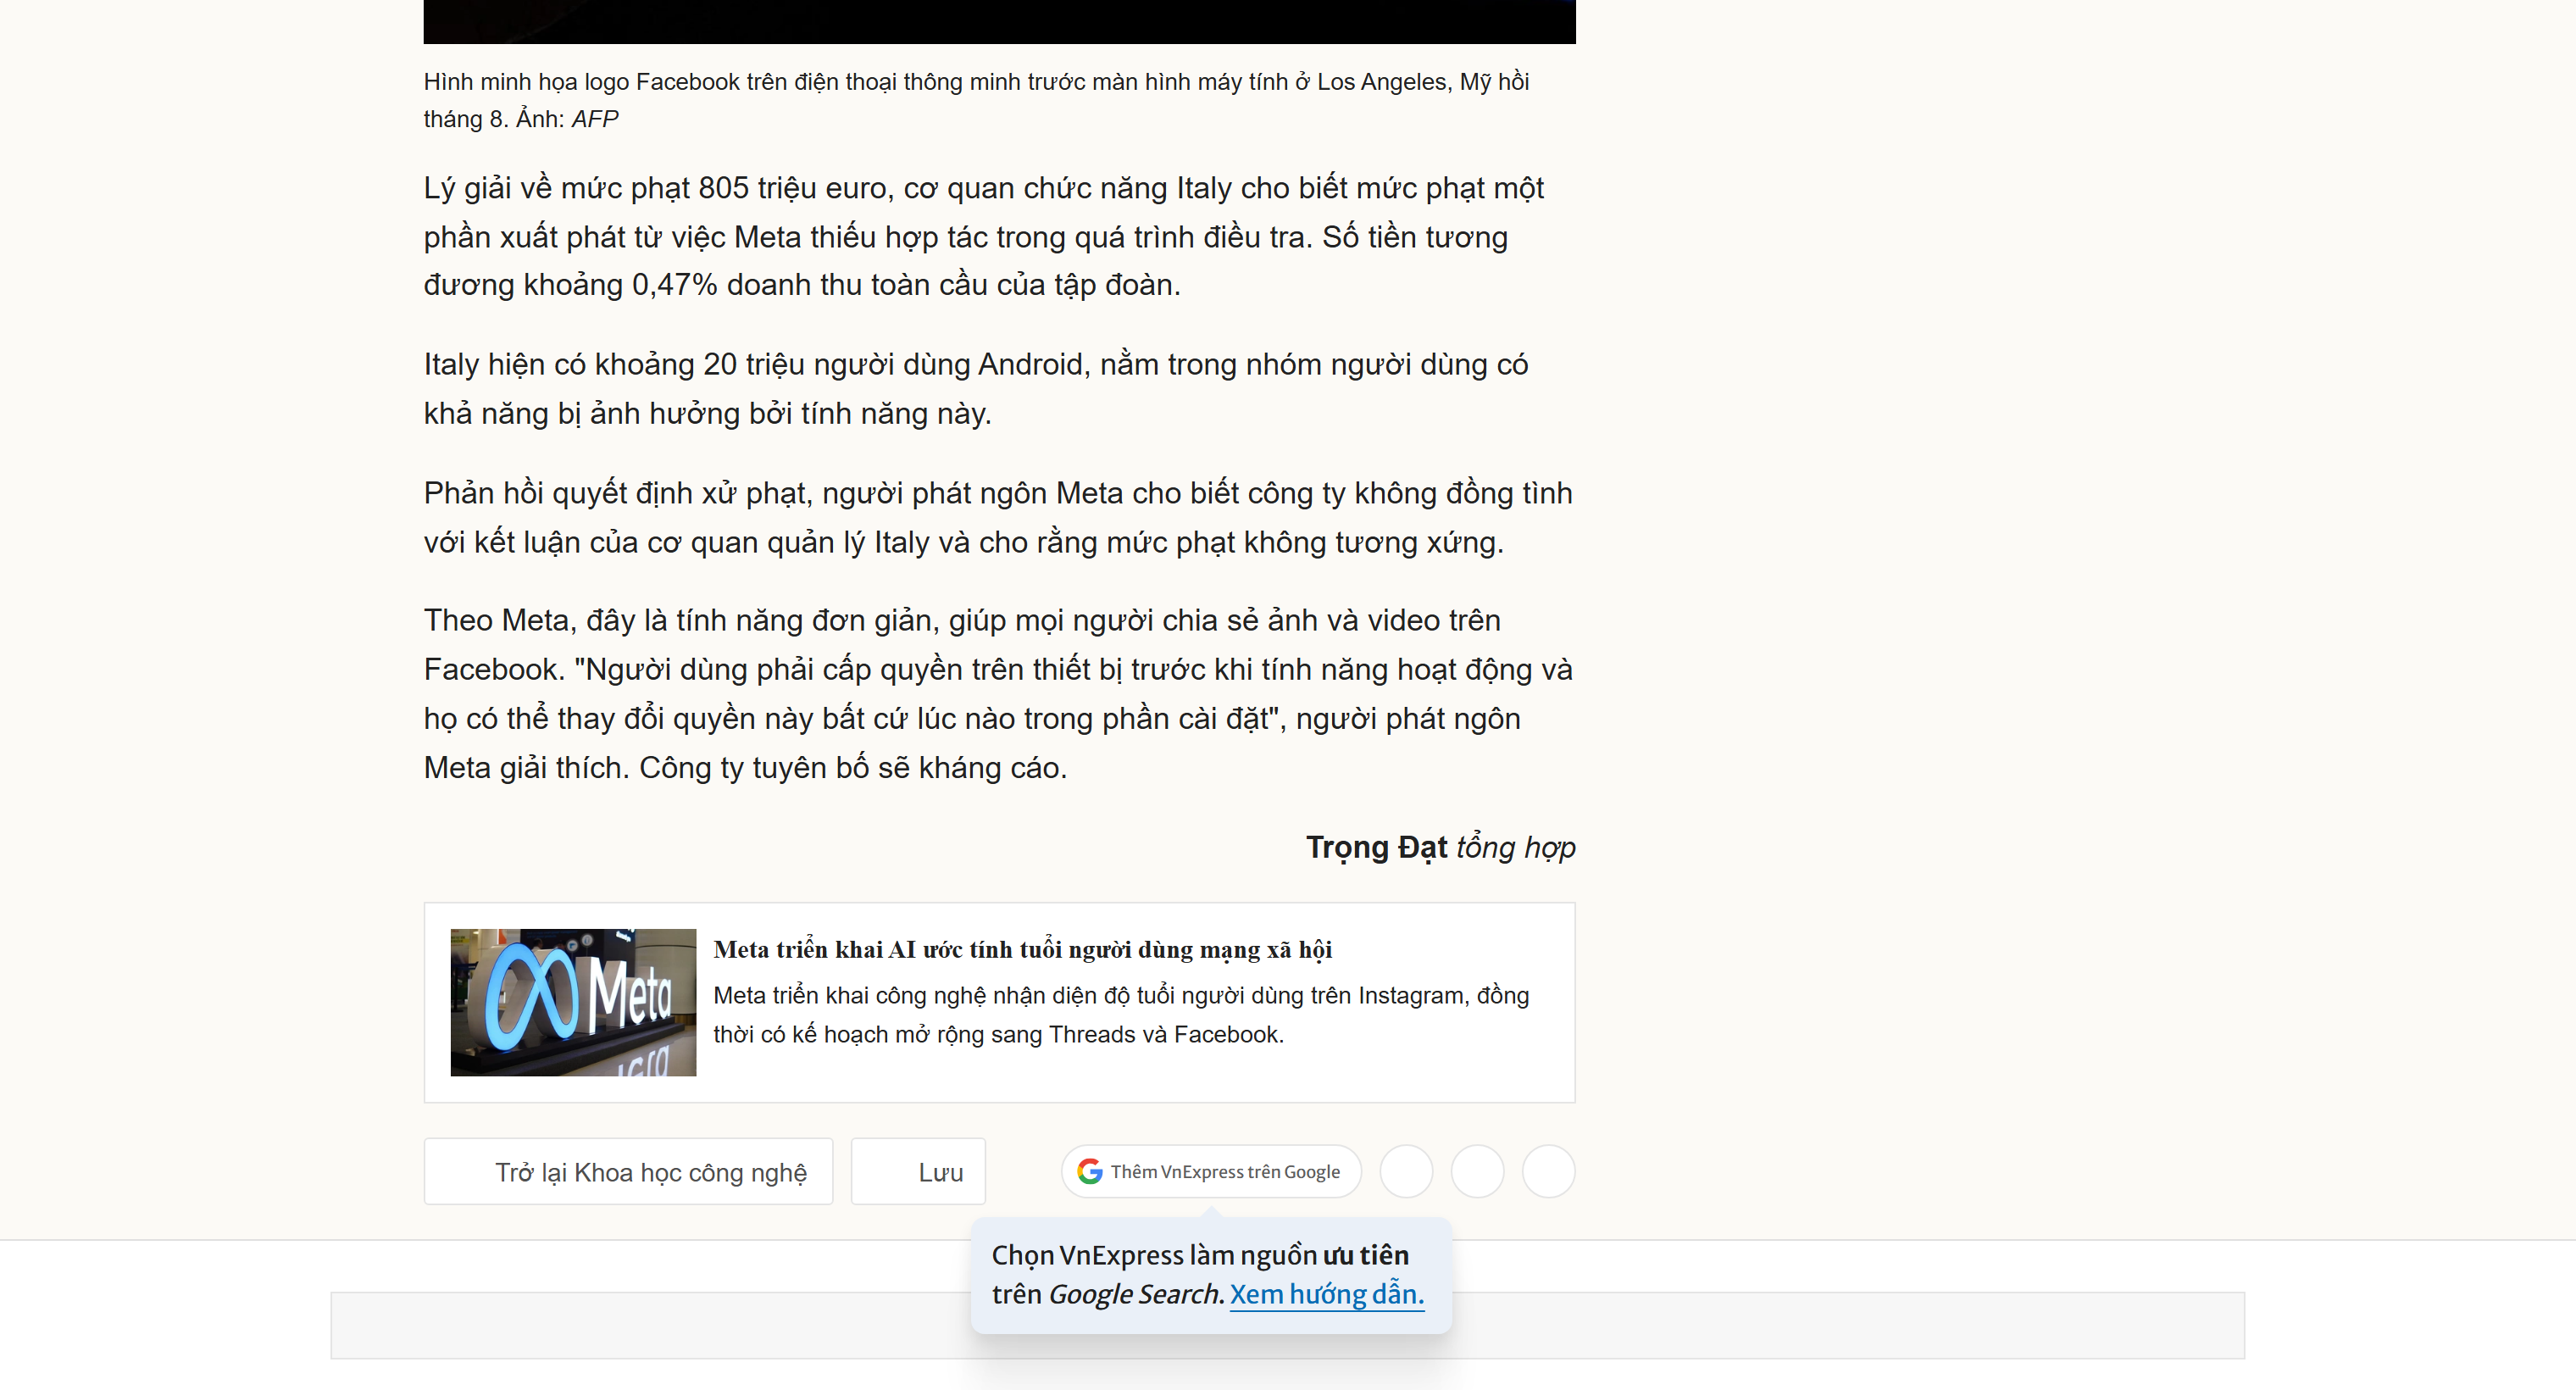 Hình minh họa logo Facebook trên điện thoại thông minh trước màn hình máy tính ở Los Angeles, Mỹ hồi
tháng 8. Ảnh: AFP
Lý giải về mức phạt 805 triệu euro, cơ quan chức năng Italy cho biết mức phạt một
phần xuất phát từ việc Meta thiếu hợp tác trong quá trình điều tra. Số tiền tương
đương khoảng 0,47% doanh thu toàn cầu của tập đoàn.
Italy hiện có khoảng 20 triệu người dùng Android, nằm trong nhóm người dùng có
khả năng bị ảnh hưởng bởi tính năng này.
Phản hồi quyết định xử phạt, người phát ngôn Meta cho biết công ty không đồng tình
với kết luận của cơ quan quản lý Italy và cho rằng mức phạt không tương xứng.
Theo Meta, đây là tính năng đơn giản, giúp mọi người chia sẻ ảnh và video trên
Facebook. "Người dùng phải cấp quyền trên thiết bị trước khi tính năng hoạt động và
họ có thể thay đổi quyền này bất cứ lúc nào trong phần cài đặt", người phát ngôn
Meta giải thích. Công ty tuyên bố sẽ kháng cáo.
Trọng Đạt tổng hợp
Meta
Meta triển khai AI ước tính tuổi người dùng mạng xã hội
Meta triển khai công nghệ nhận diện độ tuổi người dùng trên Instagram, đồng
thời có kế hoạch mở rộng sang Threads và Facebook.
Trở lại Khoa học công nghệ
Lưu
Thêm VnExpress trên Google
Chọn VnExpress làm nguồn ưu tiên
trên Google Search. Xem hướng dẫn.